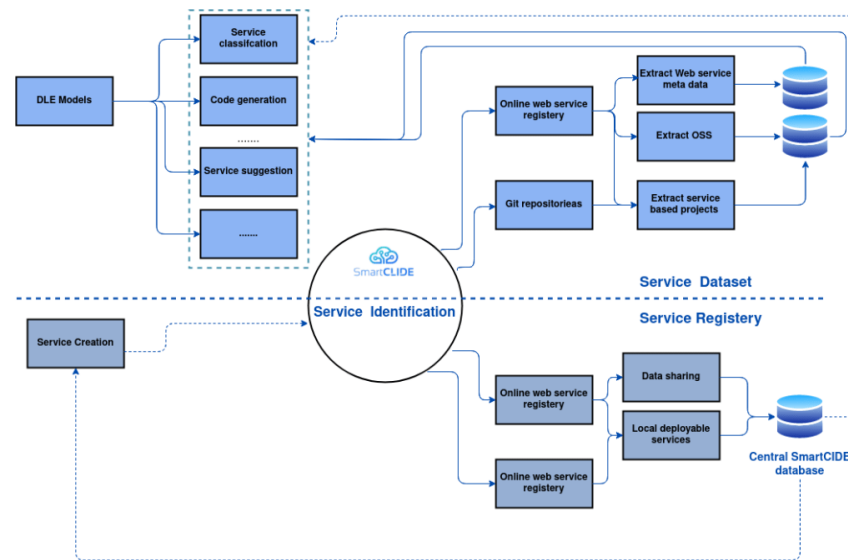 Service
classifcation
DLE Models
Code generation
.......
Service suggestion
.......
Online web service
registery
Extract Web service
meta data
Extract OSS
Git repositorieas
Extract service
based projects
SmartCLIDE
Service Identification
Service Dataset
Service Registery
Service Creation
Online web service
registery
Data sharing
Local deployable
services
Online web service
registery
Central SmartCIDE
database